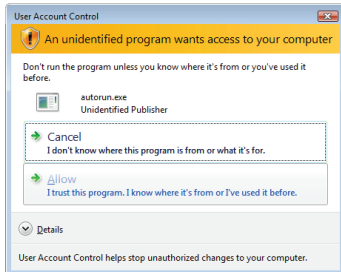 User Account Control
An unidentified program wants access to your computer
Don't run the program unless you know where it's from or you've used it
before.
autorun.exe
Unidentified Publisher
Cancel
I don't know where this program is from or what it's for.
Allow
I trust this program. I know where it's from or I've used it before.
Details
User Account Control helps stop unauthorized changes to your computer.